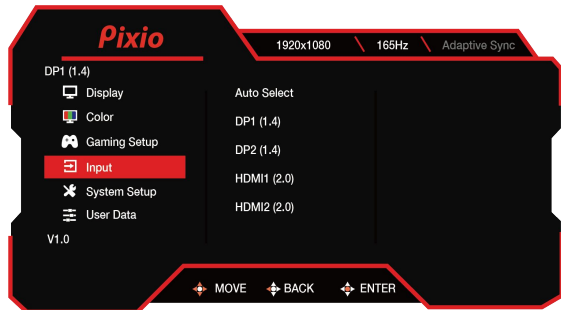 Pixio
1920x1080 165Hz Adaptive Sync
DP1 (1.4)
Display
Color
Gaming Setup
Input
System Setup
User Data
V1.0
Auto Select
DP1 (1.4)
DP2 (1.4)
HDMI1 (2.0)
HDMI2 (2.0)
MOVE BACK ENTER